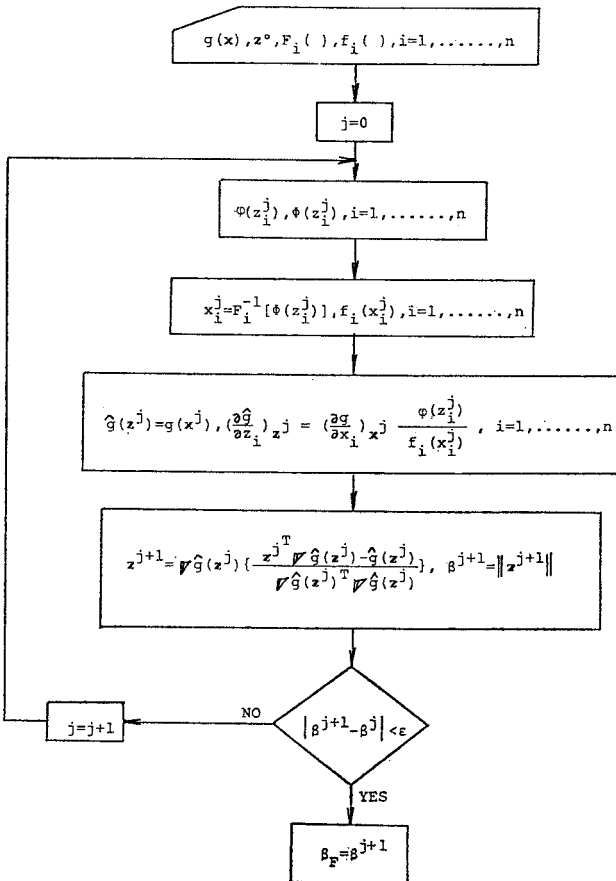 g(x),z°,F_i( ),f_i( ),i=1,......,n
j=0
φ(z_i^j),Φ(z_i^j),i=1,......,n
x_i^j=F_i^{-1}[Φ(z_i^j)],f_i(x_i^j),i=1,......,n
ĝ(z^j)=g(x^j),(∂ĝ/∂z_i)_{z^j} = (∂g/∂x_i)_{x^j} φ(z_i^j)/f_i(x_i^j) , i=1,......,n
z^{j+1}=∇ĝ(z^j){(z^{j^T}∇ĝ(z^j)-ĝ(z^j))/(∇ĝ(z^j)^T ∇ĝ(z^j))}, β^{j+1}=‖z^{j+1}‖
NO
|β^{j+1}-β^j|<ε
j=j+1
YES
β_F=β^{j+1}